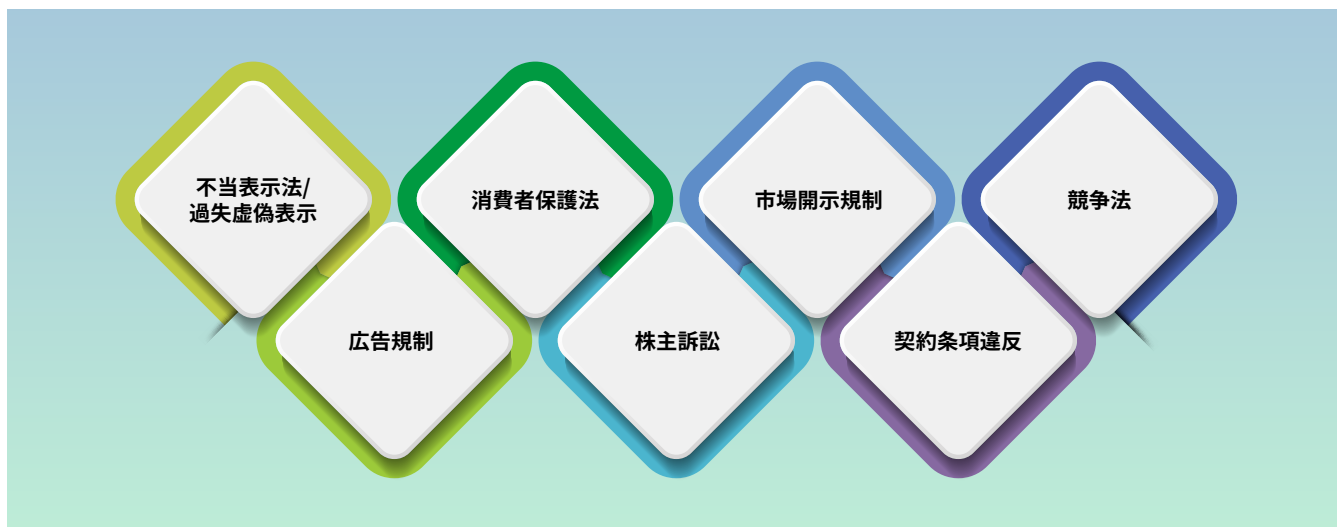 不当表示法/
過失虚偽表示
消費者保護法
市場開示規制
競争法
広告規制
株主訴訟
契約条項違反